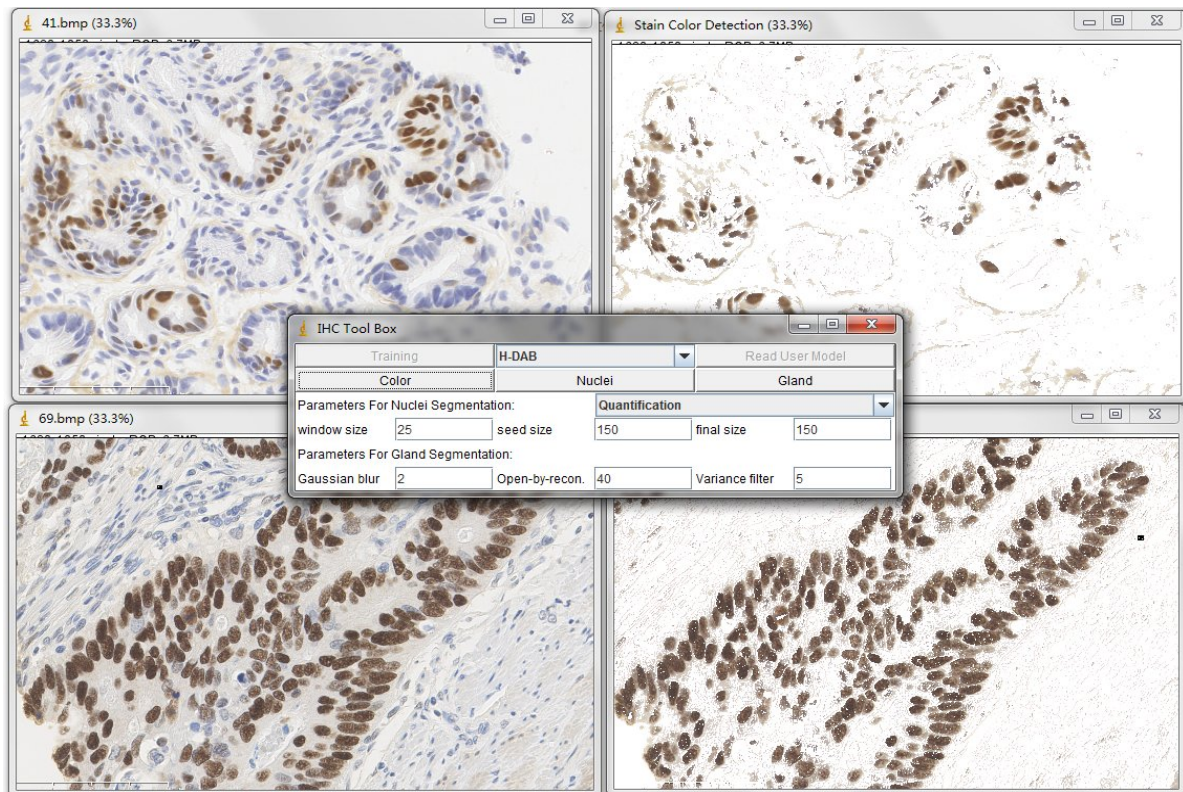 41.bmp (33.3%)
Stain Color Detection (33.3%)
IHC Tool Box
Training H-DAB Read User Model
Color Nuclei Gland
Parameters For Nuclei Segmentation: Quantification
window size 25 seed size 150 final size 150
Parameters For Gland Segmentation:
Gaussian blur 2 Open-by-recon. 40 Variance filter 5
69.bmp (33.3%)